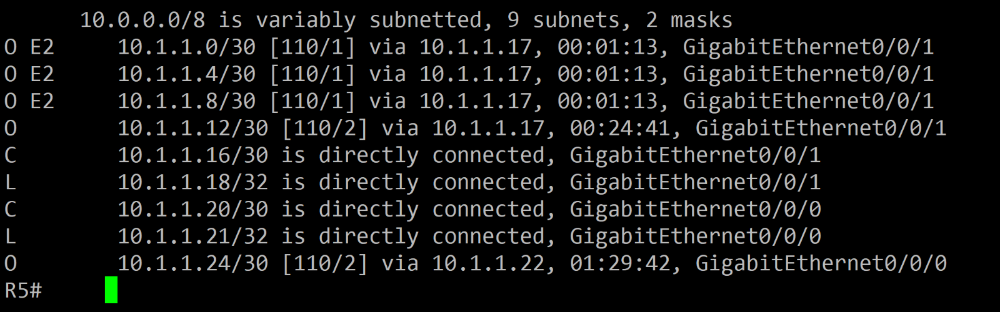 10.0.0.0/8 is variably subnetted, 9 subnets, 2 masks
O E2     10.1.1.0/30 [110/1] via 10.1.1.17, 00:01:13, GigabitEthernet0/0/1
O E2     10.1.1.4/30 [110/1] via 10.1.1.17, 00:01:13, GigabitEthernet0/0/1
O E2     10.1.1.8/30 [110/1] via 10.1.1.17, 00:01:13, GigabitEthernet0/0/1
O        10.1.1.12/30 [110/2] via 10.1.1.17, 00:24:41, GigabitEthernet0/0/1
C        10.1.1.16/30 is directly connected, GigabitEthernet0/0/1
L        10.1.1.18/32 is directly connected, GigabitEthernet0/0/1
C        10.1.1.20/30 is directly connected, GigabitEthernet0/0/0
L        10.1.1.21/32 is directly connected, GigabitEthernet0/0/0
O        10.1.1.24/30 [110/2] via 10.1.1.22, 01:29:42, GigabitEthernet0/0/0
R5#